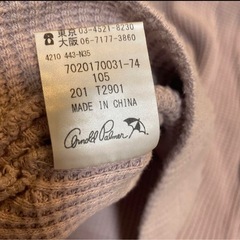 東京 03-4521-8230
大阪 06-7177-3860
4210 443-N35
7020170031-74
105
201 T2901
MADE IN CHINA
Arnold Palmer